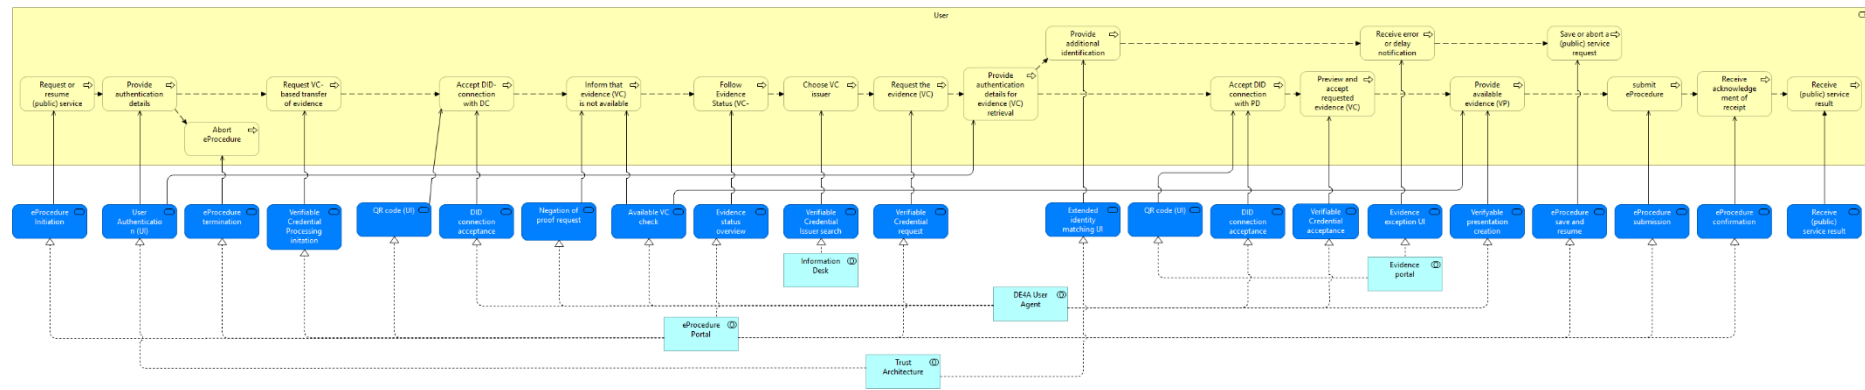 User
Provide
additional
identification
Receive error
or delay
notification
Save or abort a
(public) service
request
Request or
resume
(public) service
Provide
authentication
details
Request VC-
based transfer
of evidence
Accept DID-
connection
with DC
Inform that
evidence (VC)
is not available
Follow
Evidence
Status (VC-
Choose VC
issuer
Request the
evidence (VC)
Provide
authentication
details for
evidence (VC)
retrieval
Accept DID
connection
with PD
Preview and
accept
requested
evidence (VC)
Provide
available
evidence (VP)
submit
eProcedure
Receive
acknowledge
ment of
receipt
Receive
(public) service
result
Abort
eProcedure
eProcedure
Initiation
User
Authenticatio
n (UI)
eProcedure
termination
Verifiable
Credential
Processing
initation
QR code (UI)
DID
connection
acceptance
Negation of
proof request
Available VC
check
Evidence
status
overview
Verifiable
Credential
Issuer search
Verifiable
Credential
request
Extended
identity
matching UI
QR code (UI)
DID
connection
acceptance
Verifiable
Credential
acceptance
Evidence
exception UI
Verifyable
presentation
creation
eProcedure
save and
resume
eProcedure
submission
eProcedure
confirmation
Receive
(public)
service result
Information
Desk
Evidence
portal
DE4A User
Agent
eProcedure
Portal
Trust
Architecture